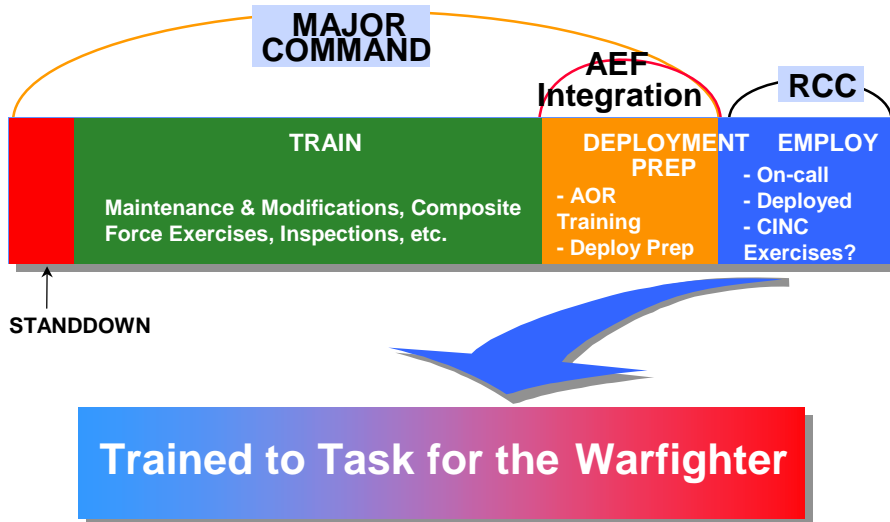 MAJOR
COMMAND
AEF
Integration
RCC
TRAIN
Maintenance & Modifications, Composite
Force Exercises, Inspections, etc.
DEPLOYMENT
PREP
- AOR
Training
- Deploy Prep
EMPLOY
- On-call
- Deployed
- CINC
Exercises?
STANDDOWN
Trained to Task for the Warfighter